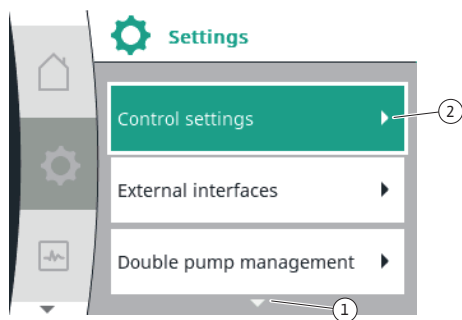 Settings
Control settings
2
External interfaces
Double pump management
1